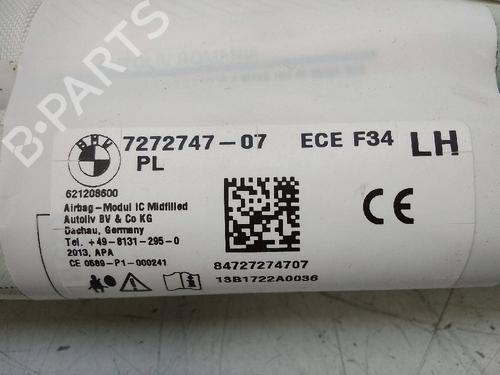 B-PARTS
BMW
7272747-07 ECE F34 LH
PL
621208600
Airbag-Modul IC Midfilled
Autoliv BV & Co KG
Dachau, Germany
Tel. +49-8131-295-0
2013, APA
CE 0589-P1-000241
CE
84727274707
13B1722A0036